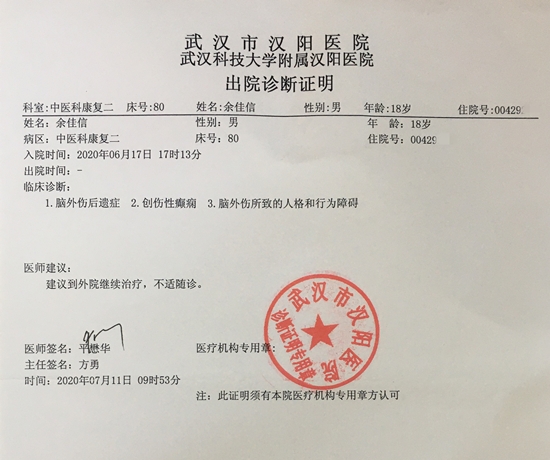 武汉市汉阳医院
武汉科技大学附属汉阳医院
出院诊断证明
科室:中医科康复二 床号:80 姓名:余佳信 性别:男 年龄:18岁 住院号:00429
姓名：余佳信 性别：男 年 龄：18岁
病区：中医科康复二 床号：80 住院号：00429
入院时间：2020年06月17日 17时13分
出院时间：-
临床诊断：
1.脑外伤后遗症 2.创伤性癫痫 3.脑外伤所致的人格和行为障碍
医师建议：
建议到外院继续治疗，不适随诊。
医师签名：平懋华 医疗机构专用章：
主任签名：方勇
时间：2020年07月11日 09时53分
注：此证明须有本院医疗机构专用章方认可
武汉市汉阳医院
诊断证明专用章